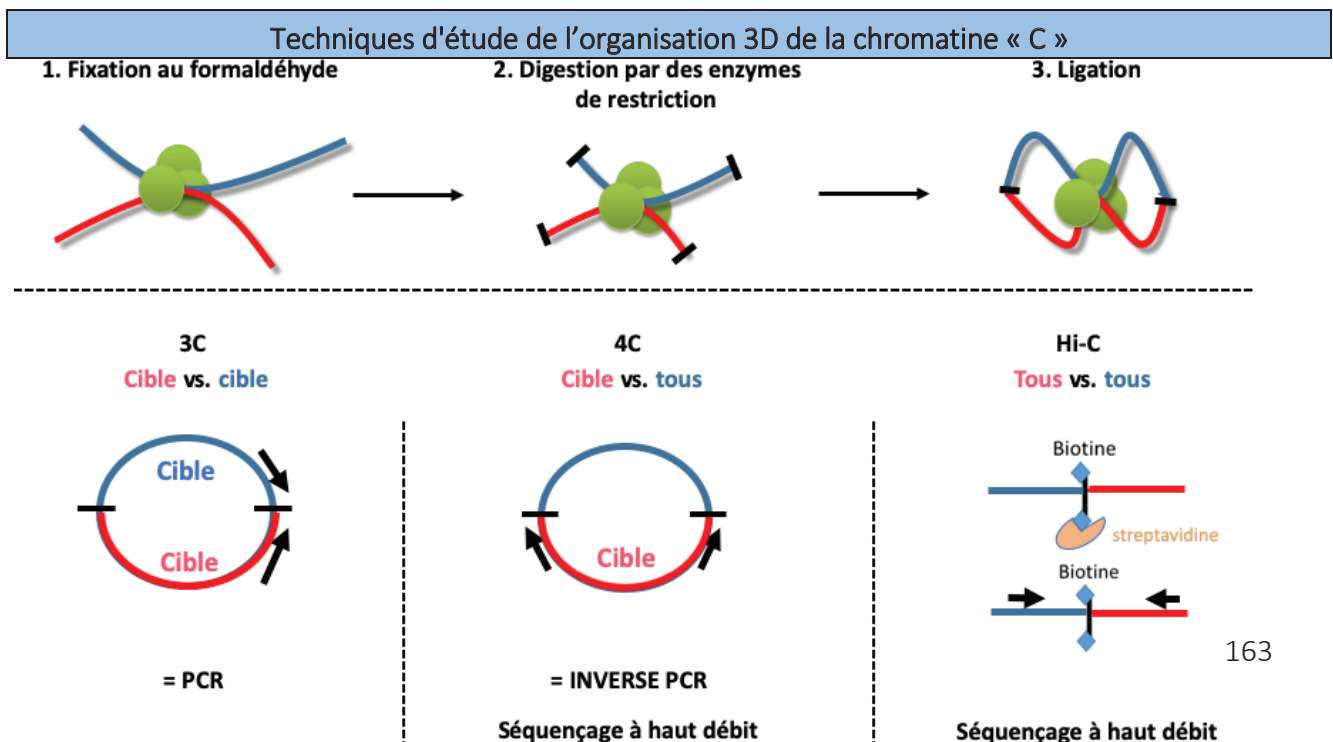 Techniques d'étude de l’organisation 3D de la chromatine « C »
1. Fixation au formaldéhyde
2. Digestion par des enzymes
de restriction
3. Ligation
3C
Cible vs. cible
4C
Cible vs. tous
Hi-C
Tous vs. tous
Cible
Cible
Cible
Biotine
streptavidine
Biotine
= PCR
= INVERSE PCR
Séquençage à haut débit
Séquençage à haut débit
163